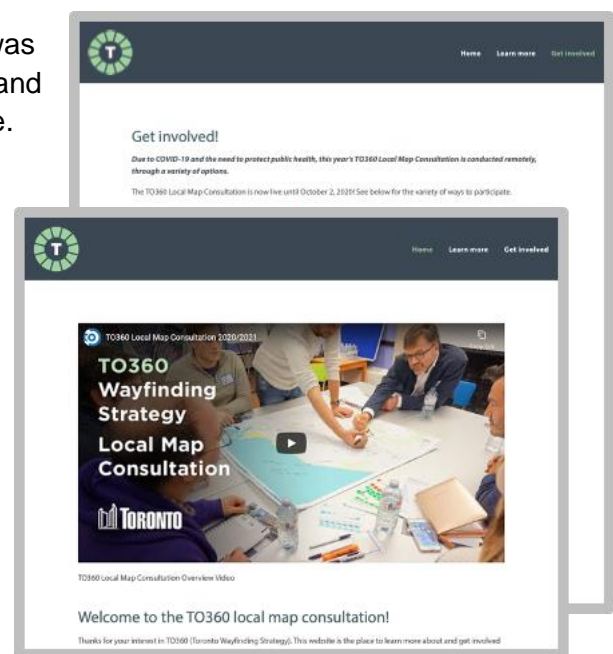 was
and
e.
T
Home Learn more Get involved
Get involved!
Due to COVID-19 and the need to protect public health, this year's TO360 Local Map Consultation is conducted remotely,
through a variety of options.
The TO360 Local Map Consultation is now live until October 2, 2020! See below for the variety of ways to participate.
T
Home Learn more Get involved
TO360 Local Map Consultation 2020/2021
TO360
Wayfinding
Strategy
Local Map
Consultation
TORONTO
TO360 Local Map Consultation Overview Video
Welcome to the TO360 local map consultation!
Thanks for your interest in TO360 (Toronto Wayfinding Strategy). This website is the place to learn more about and get involved